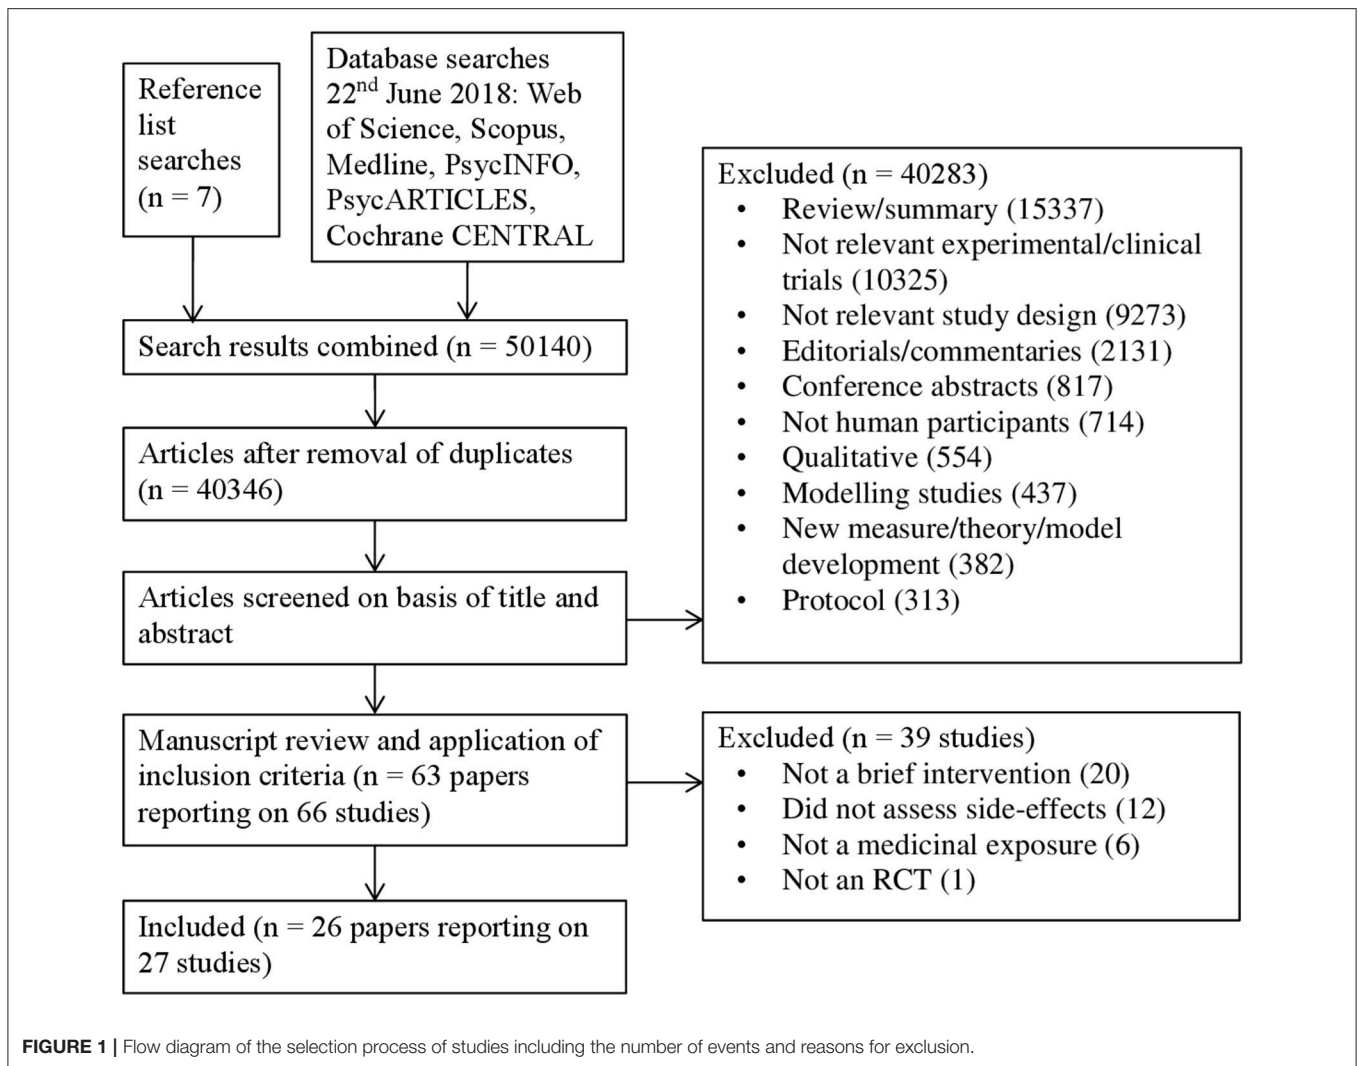 Reference
list
searches
(n = 7)
Database searches
22nd June 2018: Web
of Science, Scopus,
Medline, PsycINFO,
PsycARTICLES,
Cochrane CENTRAL
Search results combined (n = 50140)
Articles after removal of duplicates
(n = 40346)
Articles screened on basis of title and
abstract
Excluded (n = 40283)
• Review/summary (15337)
• Not relevant experimental/clinical
trials (10325)
• Not relevant study design (9273)
• Editorials/commentaries (2131)
• Conference abstracts (817)
• Not human participants (714)
• Qualitative (554)
• Modelling studies (437)
• New measure/theory/model
development (382)
• Protocol (313)
Manuscript review and application of
inclusion criteria (n = 63 papers
reporting on 66 studies)
Excluded (n = 39 studies)
• Not a brief intervention (20)
• Did not assess side-effects (12)
• Not a medicinal exposure (6)
• Not an RCT (1)
Included (n = 26 papers reporting on
27 studies)
FIGURE 1 | Flow diagram of the selection process of studies including the number of events and reasons for exclusion.